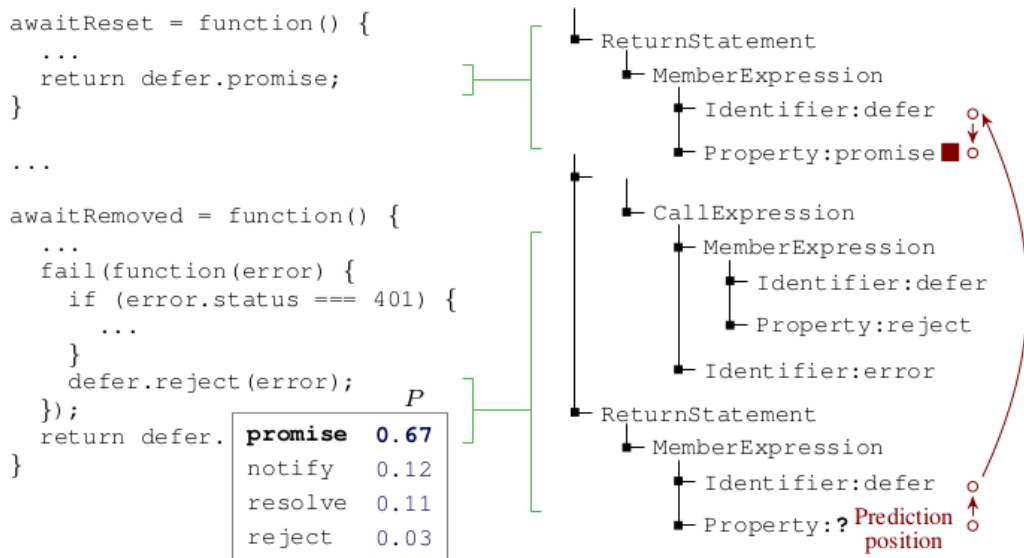 awaitReset = function() {
  ...
  return defer.promise;
}
...
awaitRemoved = function() {
  ...
  fail(function(error) {
    if (error.status === 401) {
      ...
    }
    defer.reject(error);
  });
  return defer.
}
P
promise 0.67
notify 0.12
resolve 0.11
reject 0.03
ReturnStatement
MemberExpression
Identifier:defer
Property:promise
CallExpression
MemberExpression
Identifier:defer
Property:reject
Identifier:error
ReturnStatement
MemberExpression
Identifier:defer
Property:?
Prediction
position